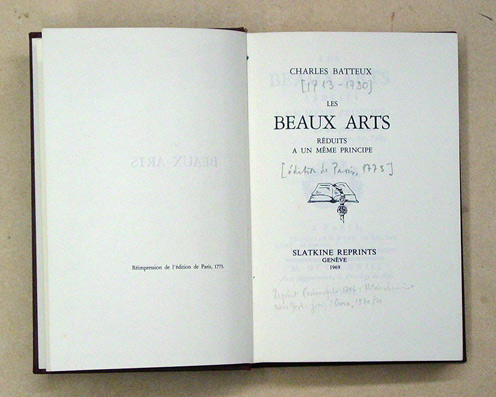 Réimpression de l'édition de Paris, 1773.
CHARLES BATTEUX
[1713-1780]
LES
BEAUX ARTS
RÉDUITS
A UN MÊME PRINCIPE
[édition de Paris, 1773]
SLATKINE REPRINTS
GENÈVE
1969